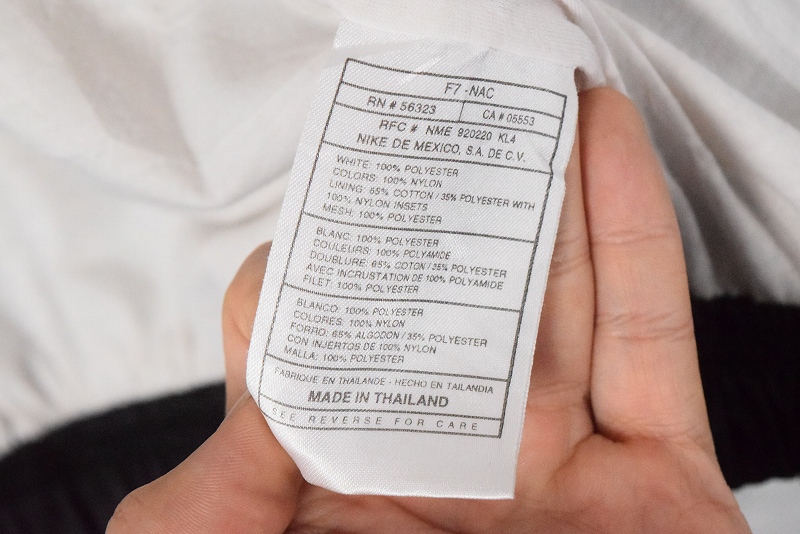 F7 -NAC
RN # 56323 CA # 05553
RFC # NME 920220 KL4
NIKE DE MEXICO, S.A. DE C.V.
WHITE: 100% POLYESTER
COLORS: 100% NYLON
LINING: 65% COTTON / 35% POLYESTER WITH
100% NYLON INSETS
MESH: 100% POLYESTER
BLANC: 100% POLYESTER
COULEURS: 100% POLYAMIDE
DOUBLURE: 65% COTON / 35% POLYESTER
AVEC INCRUSTATION DE 100% POLYAMIDE
FILET: 100% POLYESTER
BLANCO: 100% POLYESTER
COLORES: 100% NYLON
FORRO: 65% ALGODON / 35% POLYESTER
CON INJERTOS DE 100% NYLON
MALLA: 100% POLYESTER
FABRIQUE EN THAILANDE - HECHO EN TAILANDIA
MADE IN THAILAND
SEE REVERSE FOR CARE